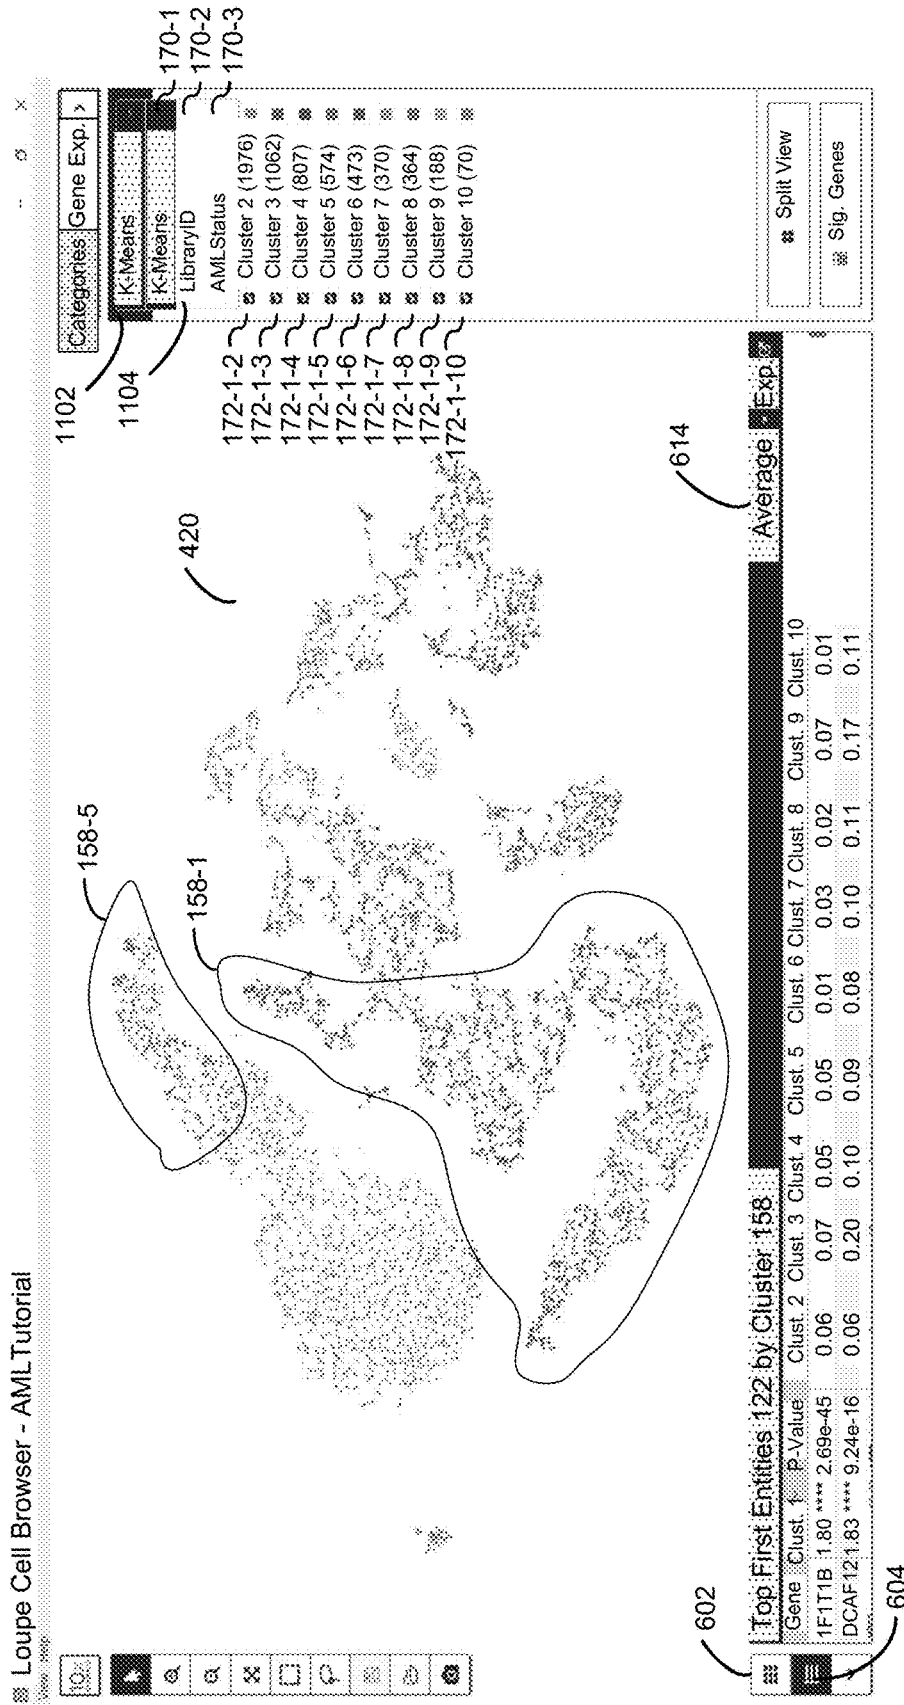 Loupe Cell Browser - AMLTutorial
View Help
Categories Gene Exp. >
1102
K-Means
K-Means
170-1
1104
LibraryID
170-2
AMLStatus
170-3
172-1-2 Cluster 2 (1976)
172-1-3 Cluster 3 (1062)
172-1-4 Cluster 4 (807)
172-1-5 Cluster 5 (574)
172-1-6 Cluster 6 (473)
172-1-7 Cluster 7 (370)
172-1-8 Cluster 8 (364)
172-1-9 Cluster 9 (188)
172-1-10 Cluster 10 (70)
420
158-5
158-1
614
Split View
Sig. Genes
602
604
Top First Entities 122 by Cluster 158 Average Exp.
Gene Clust. 1 P-Value Clust. 2 Clust. 3 Clust. 4 Clust. 5 Clust. 6 Clust. 7 Clust. 8 Clust. 9 Clust. 10
1F1T1B 1.80 **** 2.69e-45 0.06 0.07 0.05 0.05 0.01 0.03 0.02 0.07 0.01
DCAF12 1.83 **** 9.24e-16 0.06 0.20 0.10 0.09 0.08 0.10 0.11 0.17 0.11